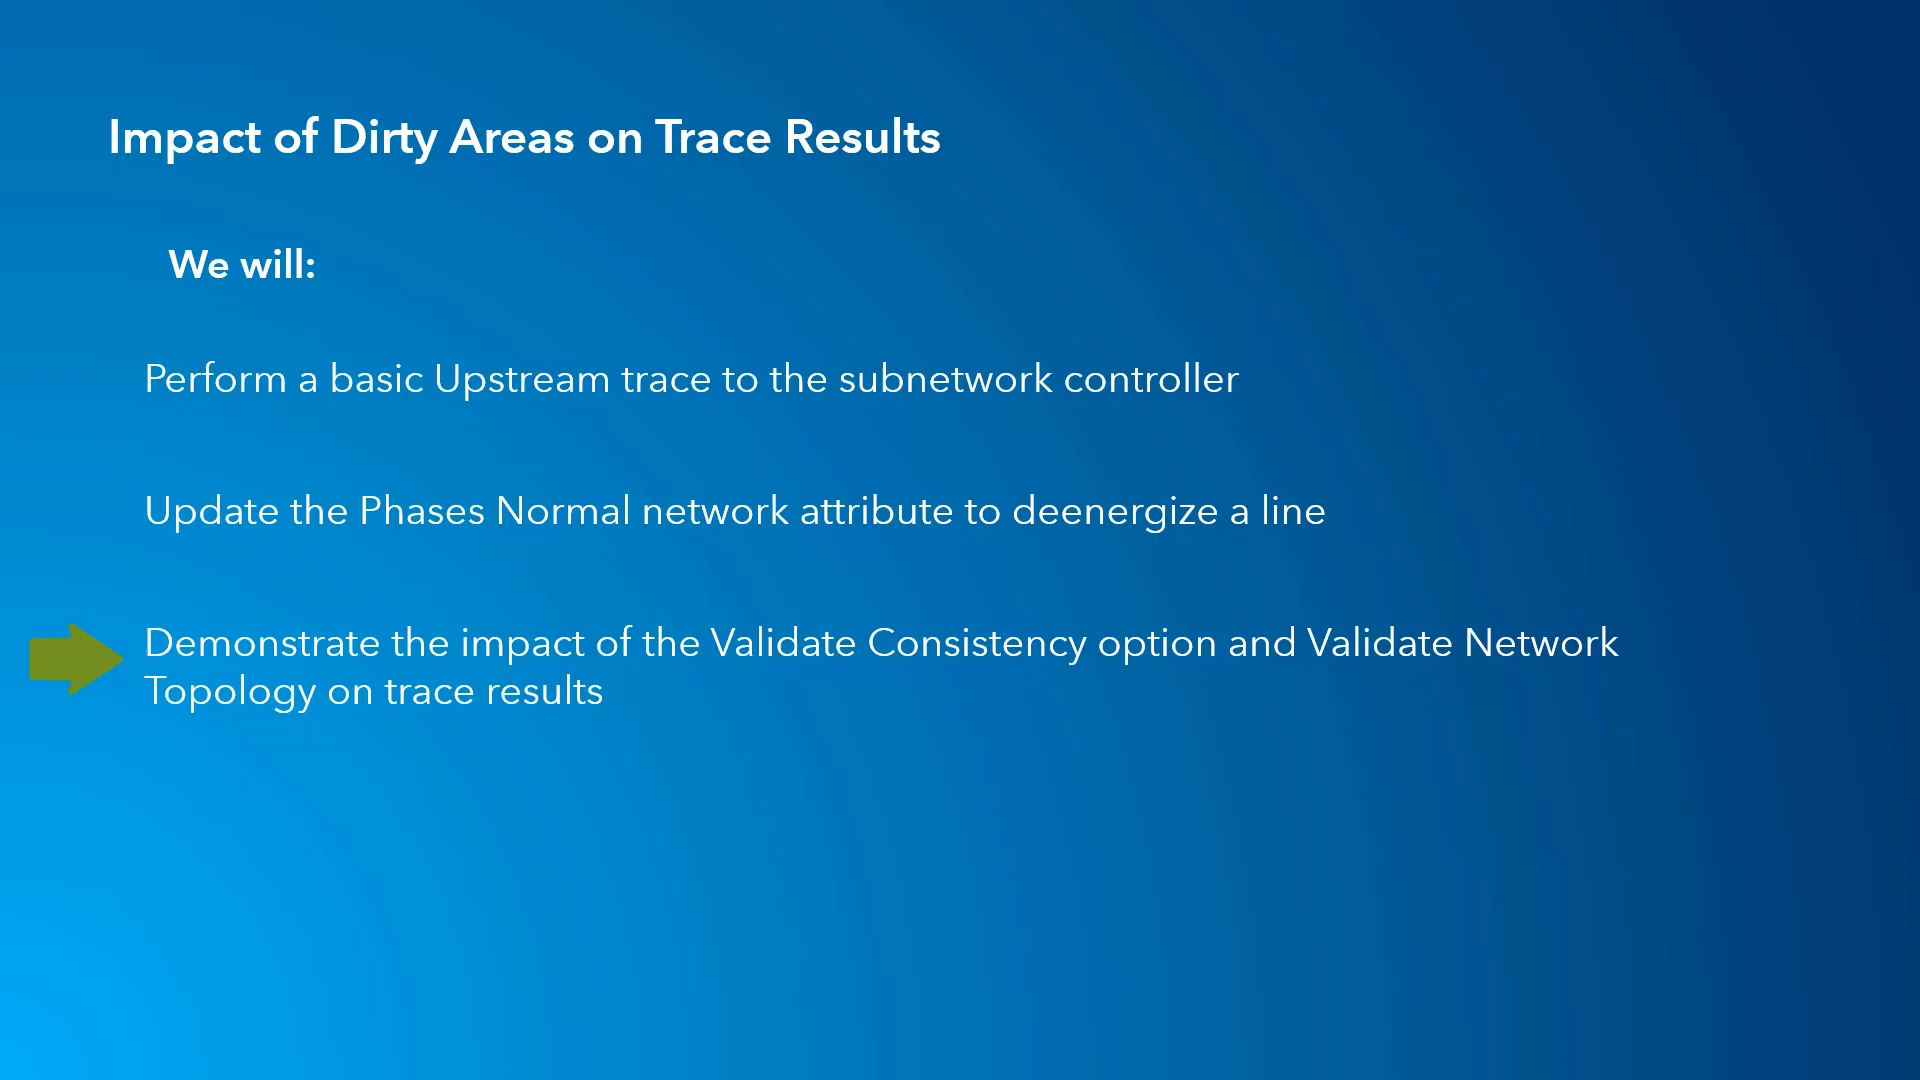 Impact of Dirty Areas on Trace Results
We will:
Perform a basic Upstream trace to the subnetwork controller
Update the Phases Normal network attribute to deenergize a line
Demonstrate the impact of the Validate Consistency option and Validate Network
Topology on trace results